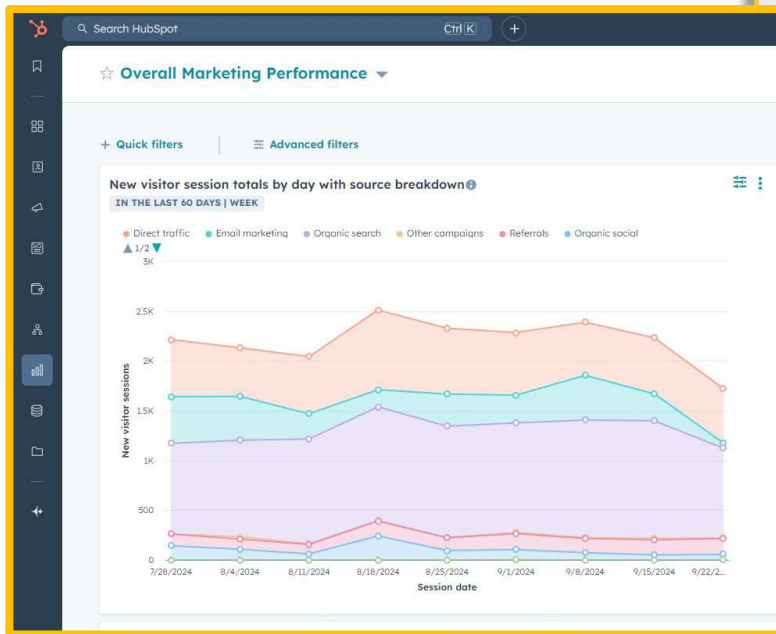 Search HubSpot Ctrl K +
Overall Marketing Performance
+ Quick filters Advanced filters
New visitor session totals by day with source breakdown
IN THE LAST 60 DAYS | WEEK
Direct traffic Email marketing Organic search Other campaigns Referrals Organic social
1/2
3K
2.5K
2K
1.5K
1K
500
0
New visitor sessions
7/28/2024 8/4/2024 8/11/2024 8/18/2024 8/25/2024 9/1/2024 9/8/2024 9/15/2024 9/22/2...
Session date